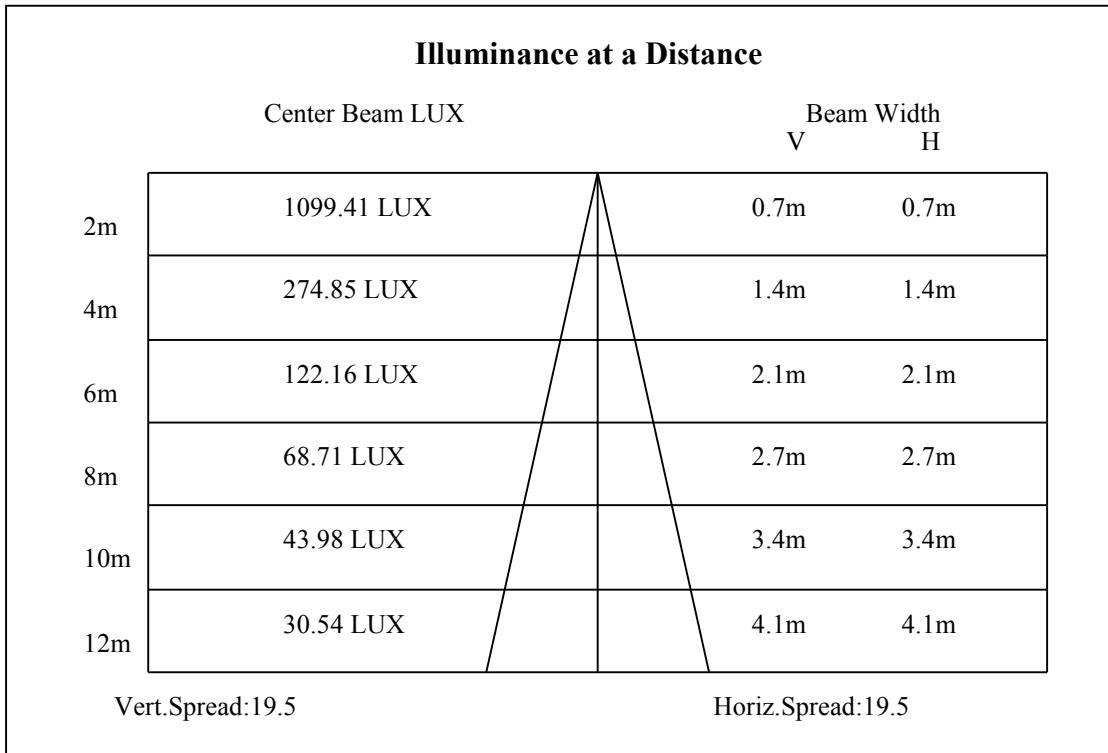 Illuminance at a Distance
Center Beam LUX Beam Width
V H
2m 1099.41 LUX 0.7m 0.7m
4m 274.85 LUX 1.4m 1.4m
6m 122.16 LUX 2.1m 2.1m
8m 68.71 LUX 2.7m 2.7m
10m 43.98 LUX 3.4m 3.4m
12m 30.54 LUX 4.1m 4.1m
Vert.Spread:19.5 Horiz.Spread:19.5